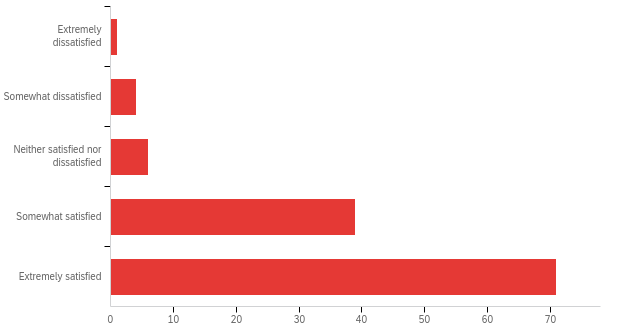 Extremely
dissatisfied
Somewhat dissatisfied
Neither satisfied nor
dissatisfied
Somewhat satisfied
Extremely satisfied
0 10 20 30 40 50 60 70